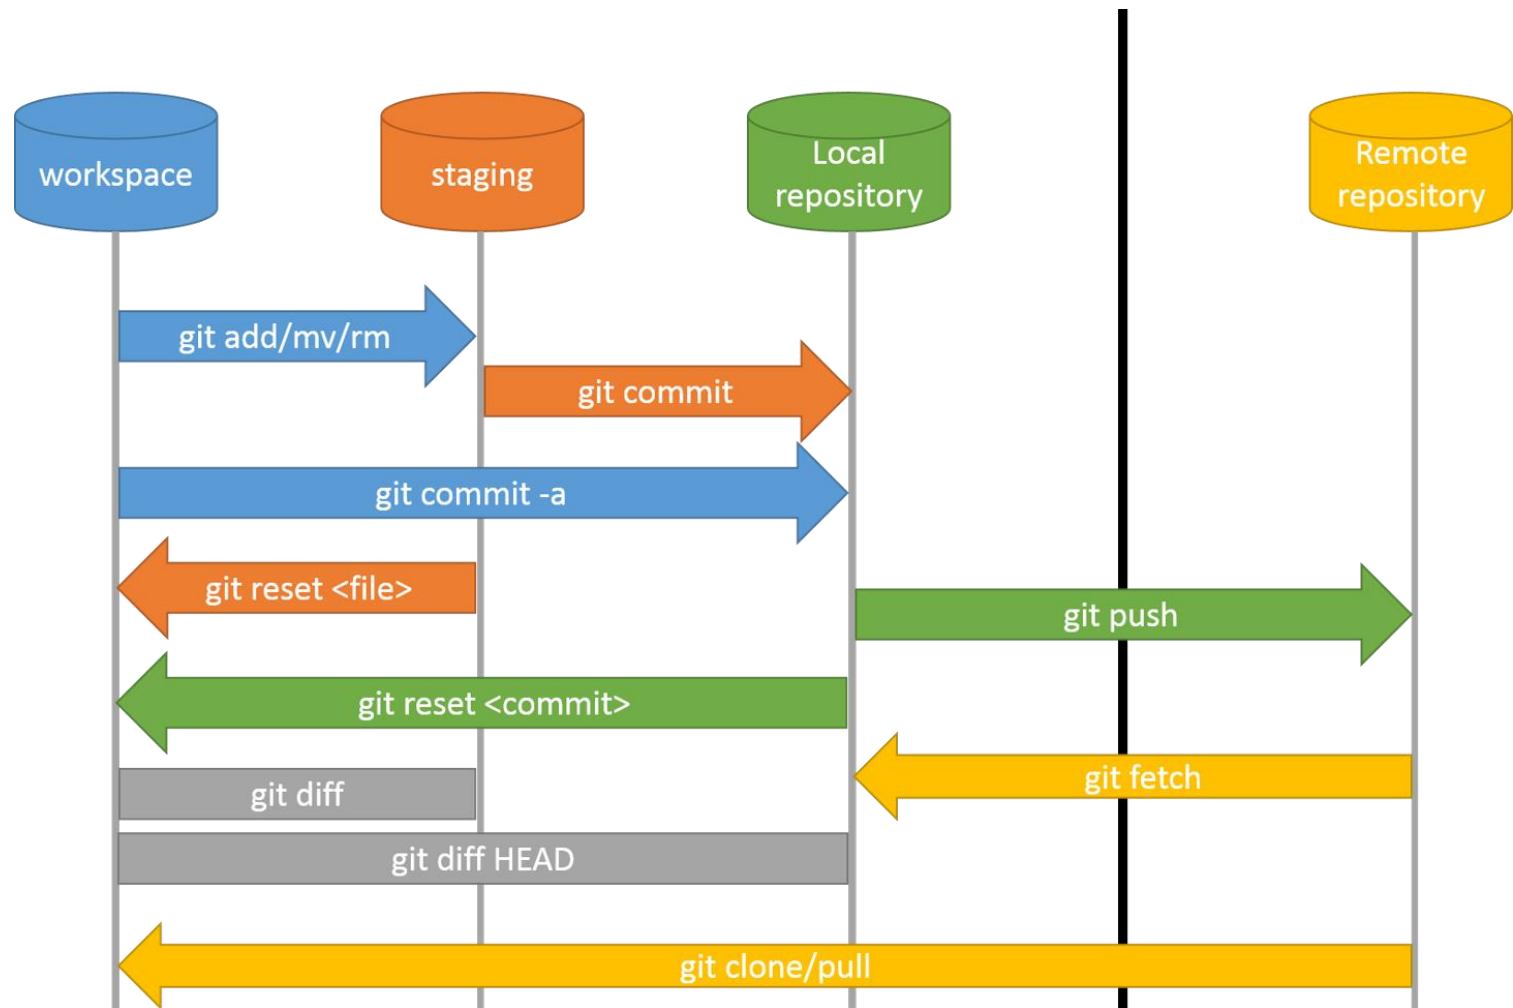 workspace
staging
Local
repository
Remote
repository
git add/mv/rm
git commit
git commit -a
git reset <file>
git push
git reset <commit>
git fetch
git diff
git diff HEAD
git clone/pull